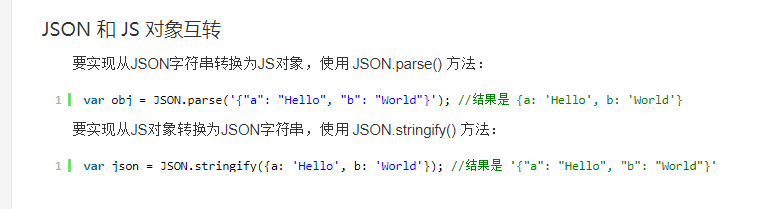 JSON 和 JS 对象互转
要实现从JSON字符串转换为JS对象，使用 JSON.parse() 方法：
1 var obj = JSON.parse('{"a": "Hello", "b": "World"}'); //结果是 {a: 'Hello', b: 'World'}
要实现从JS对象转换为JSON字符串，使用 JSON.stringify() 方法：
1 var json = JSON.stringify({a: 'Hello', b: 'World'}); //结果是 '{"a": "Hello", "b": "World"}'